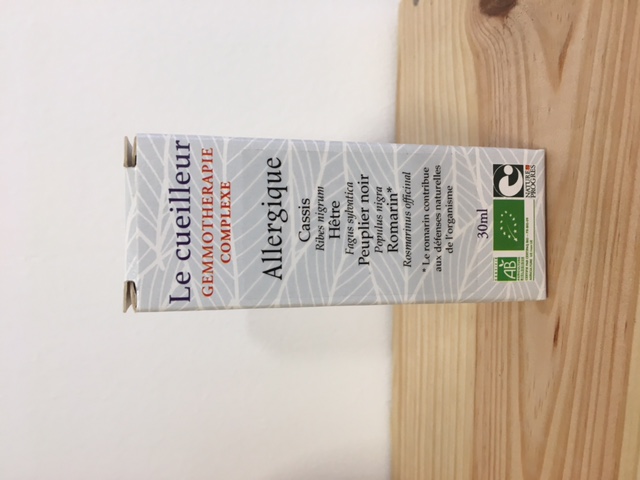 Le cueilleur
GEMMOTHERAPIE
COMPLEXE
Allergique
Cassis
Ribes nigrum
Hêtre
Fagus sylvatica
Peuplier noir
Populus nigra
Romarin*
Rosmarinus officinal
* Le romarin contribue
aux défenses naturelles
de l'organisme
30ml
AB
NATURE &
PROGRES